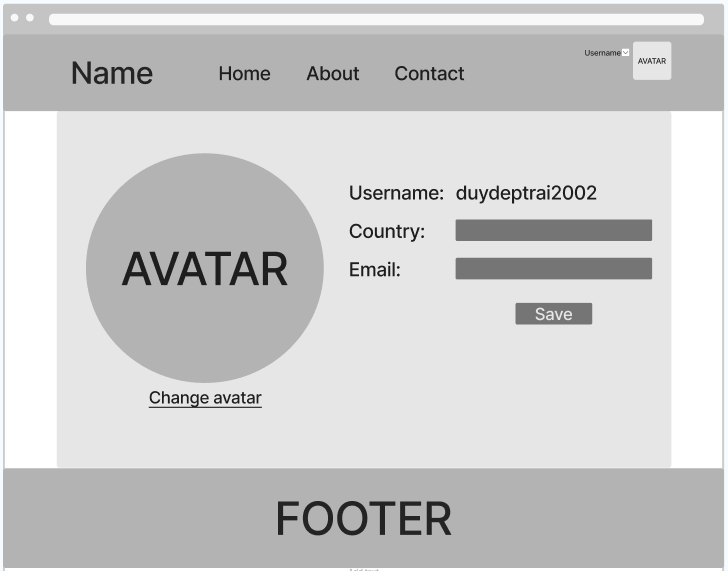 Name
Home
About
Contact
Username
AVATAR
AVATAR
Change avatar
Username: duydeptrai2002
Country:
Email:
Save
FOOTER